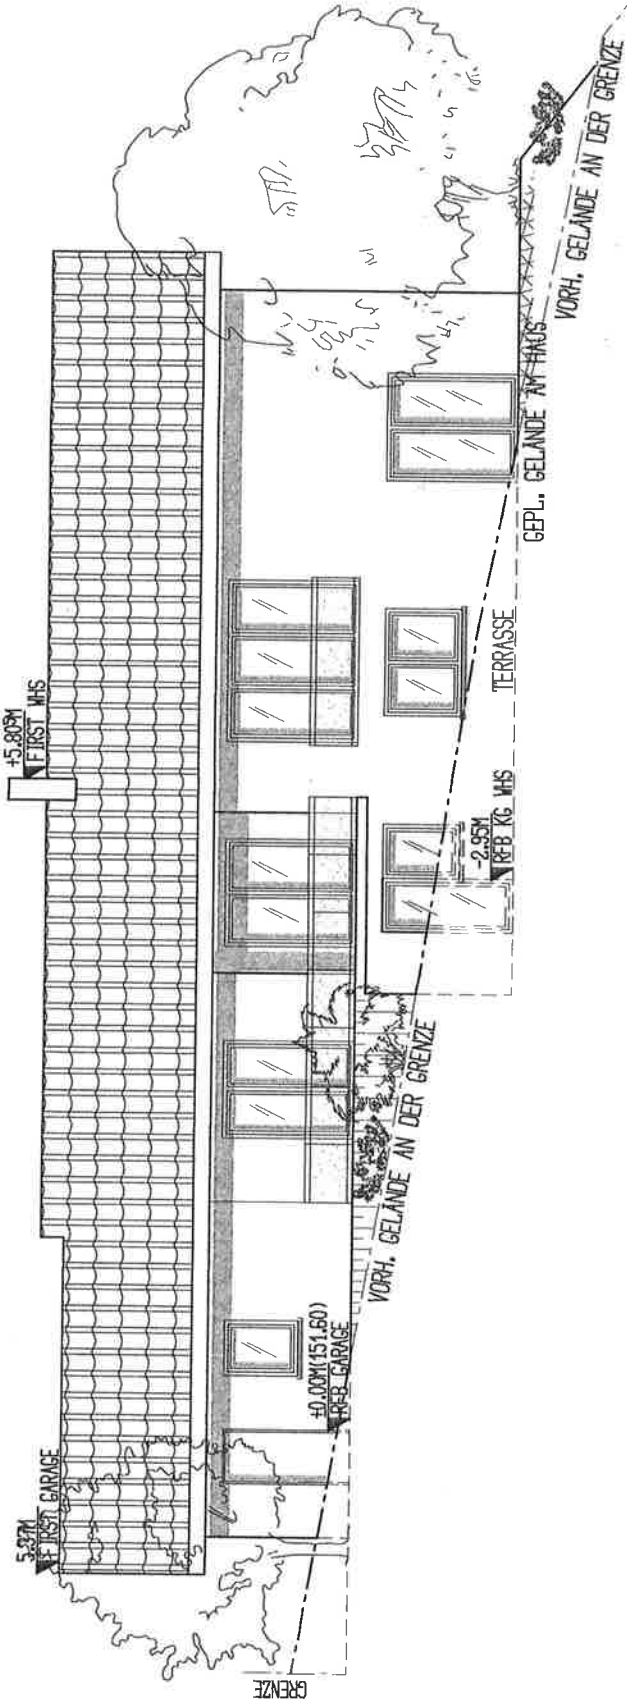 5.37M
FIRST GARAGE
+5.809M
FIRST WHS
GRENZE
±0.00M(151.60)
RFB GARAGE
VORH. GELÄNDE AN DER GRENZE
-2.95M
RFB KG WHS
TERRASSE
GEPL. GELÄNDE AM HAUS
VORH. GELÄNDE AN DER GRENZE